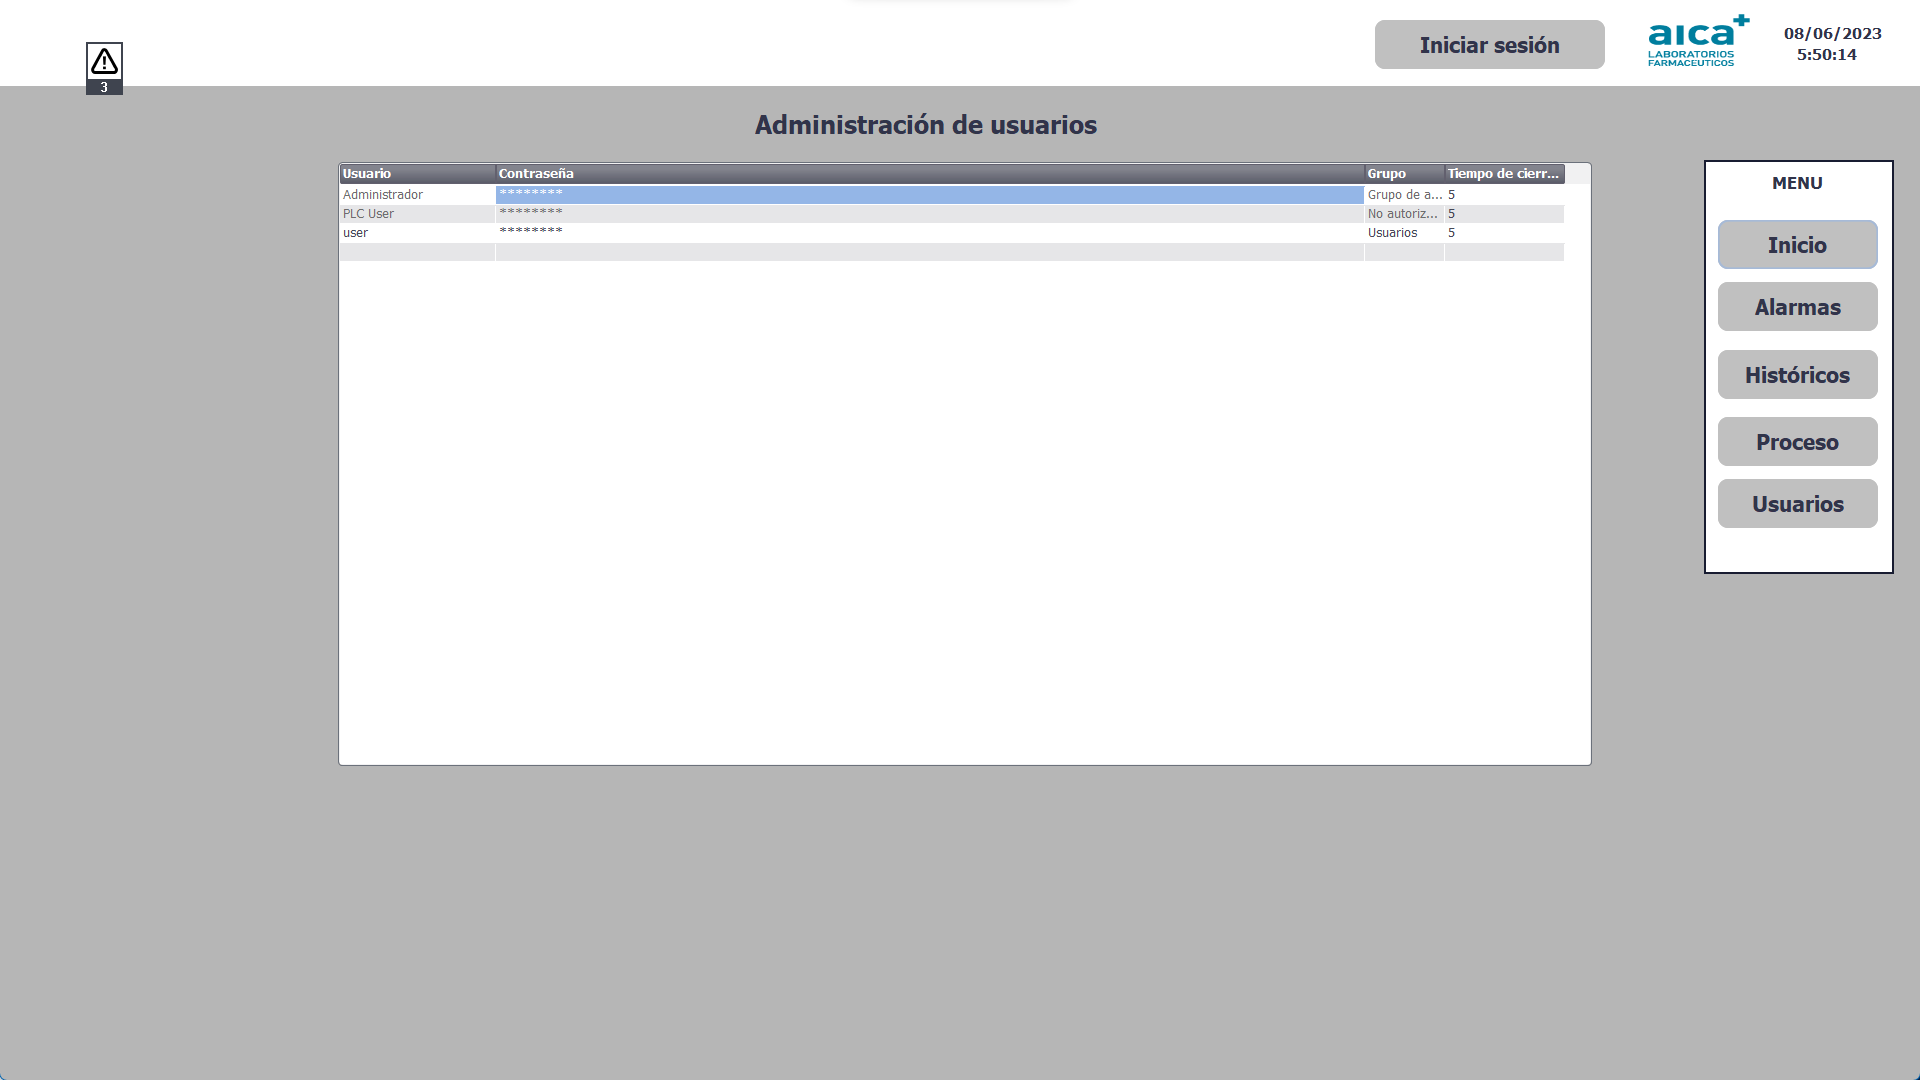 Iniciar sesión
aica+
LABORATORIOS
FARMACEUTICOS
08/06/2023
5:50:14
3
Administración de usuarios
Usuario Contraseña Grupo Tiempo de cierr...
Administrador ******** Grupo de a... 5
PLC User ******** No autoriz... 5
user ******** Usuarios 5
MENU
Inicio
Alarmas
Históricos
Proceso
Usuarios